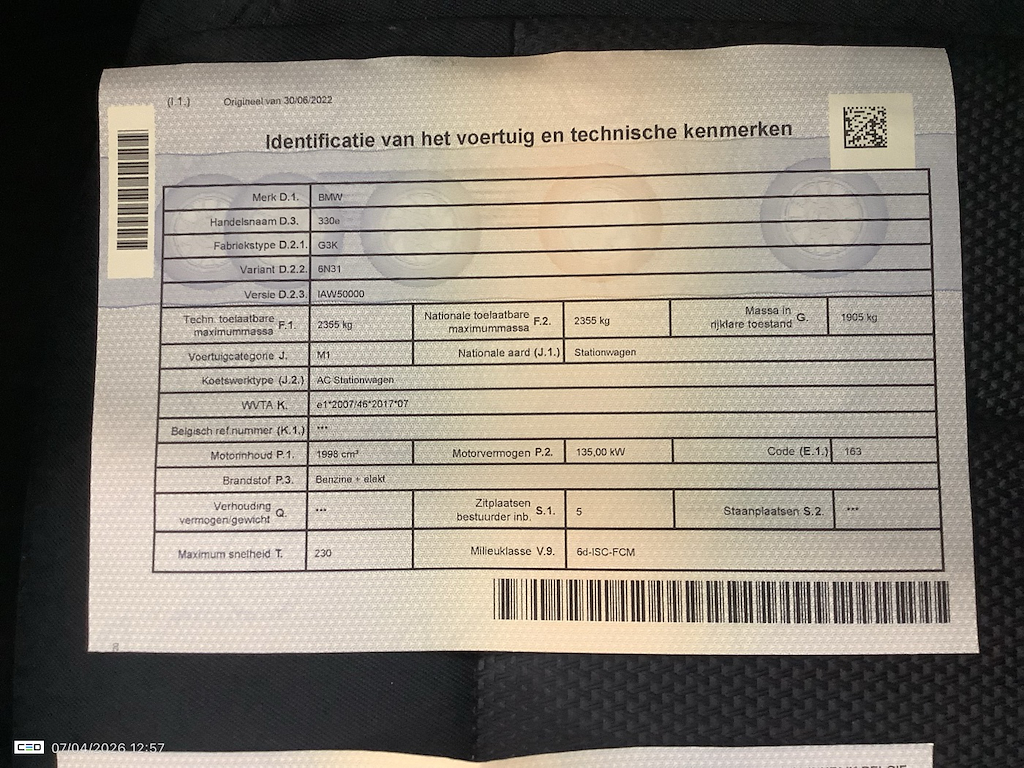 (I.1.) Origineel van 30/06/2022
Identificatie van het voertuig en technische kenmerken
Merk D.1. BMW
Handelsnaam D.3. 330e
Fabriekstype D.2.1. G3K
Variant D.2.2. 6N31
Versie D.2.3. IAW50000
Techn. toelaatbare maximummassa F.1. 2355 kg Nationale toelaatbare maximummassa F.2. 2355 kg Massa in rijklare toestand G. 1905 kg
Voertuigcategorie J. M1 Nationale aard (J.1.) Stationwagen
Koetswerktype (J.2.) AC Stationwagen
WVTA K. e1*2007/46*2017*07
Belgisch ref.nummer (K.1.) ***
Motorinhoud P.1. 1998 cm³ Motorvermogen P.2. 135,00 kW Code (E.1.) 163
Brandstof P.3. Benzine + elekt
Verhouding vermogen/gewicht Q. *** Zitplaatsen bestuurder inb. S.1. 5 Staanplaatsen S.2. ***
Maximum snelheid T. 230 Milieuklasse V.9. 6d-ISC-FCM
CEO 07/04/2026 12:57